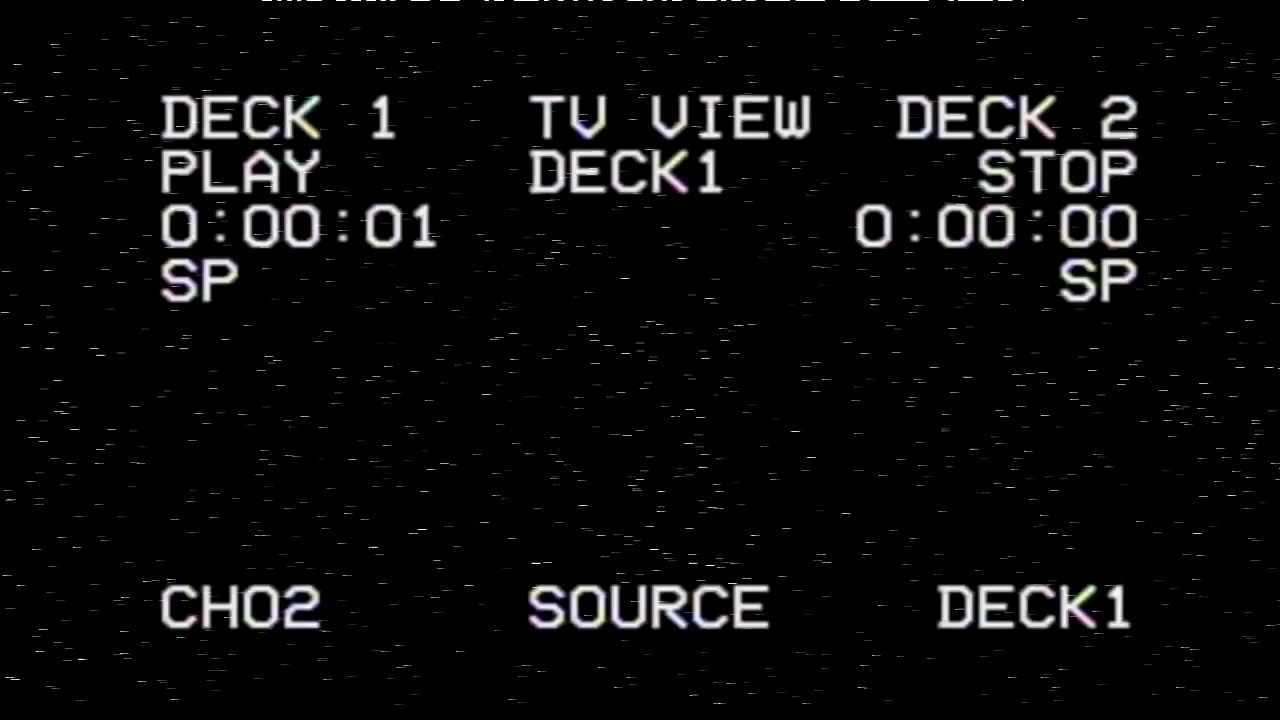 DECK 1 TV VIEW DECK 2
PLAY DECK1 STOP
0:00:01 0:00:00
SP SP
CH02 SOURCE DECK1